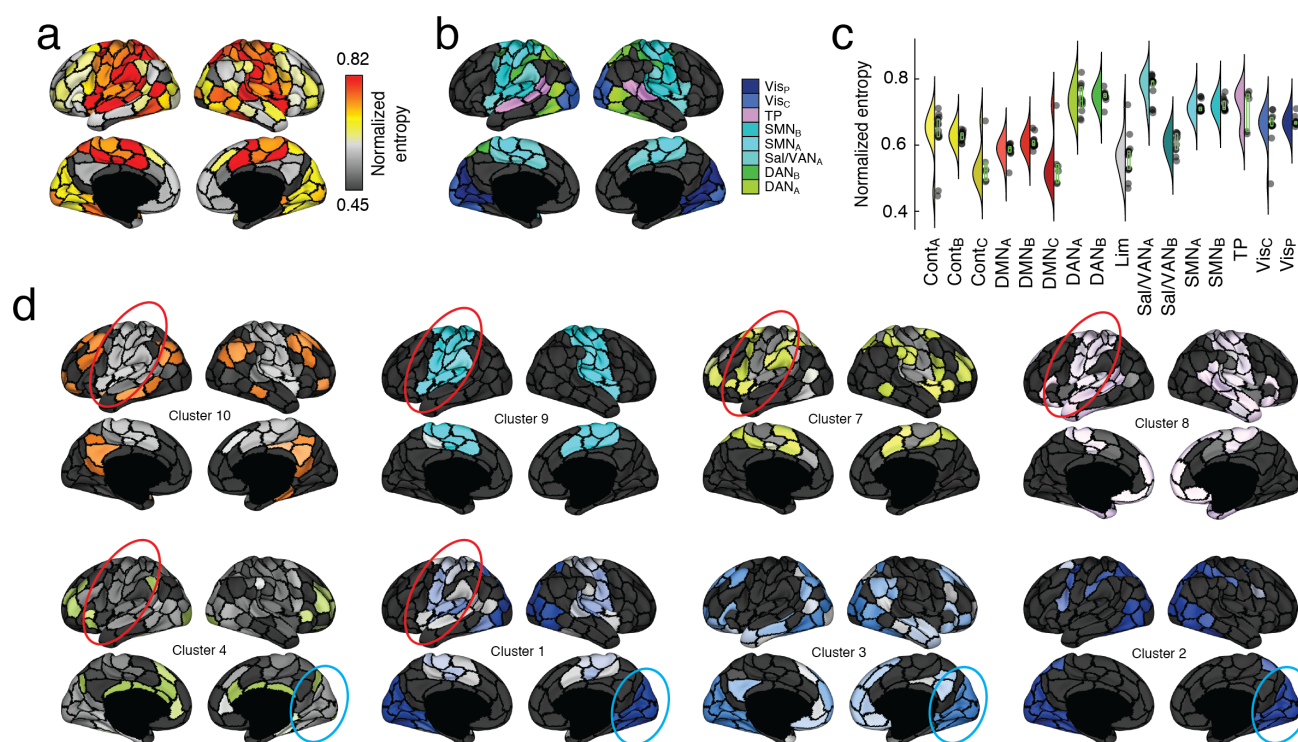 a
0.82
Normalized
entropy
0.45
b
VisP
VisC
TP
SMNB
SMNA
Sal/VANA
DANB
DANA
c
Normalized entropy
0.8
0.6
0.4
ContA
ContB
ContC
DMNA
DMNB
DMNC
DANA
DANB
Lim
Sal/VANA
Sal/VANB
SMNA
SMNB
TP
VisC
VisP
d
Cluster 10
Cluster 9
Cluster 7
Cluster 8
Cluster 4
Cluster 1
Cluster 3
Cluster 2